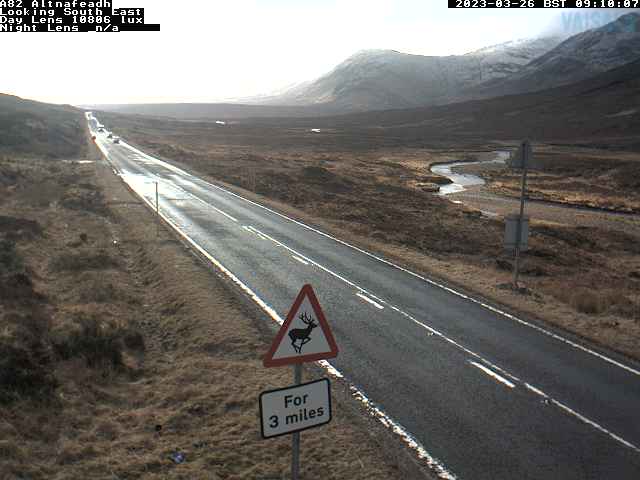 A82 Altnafeadh
Looking South East
Day Lens 10806 lux
Night Lens n/a
2023-03-26 BST 09:10:07
VAISALA
For
3 miles